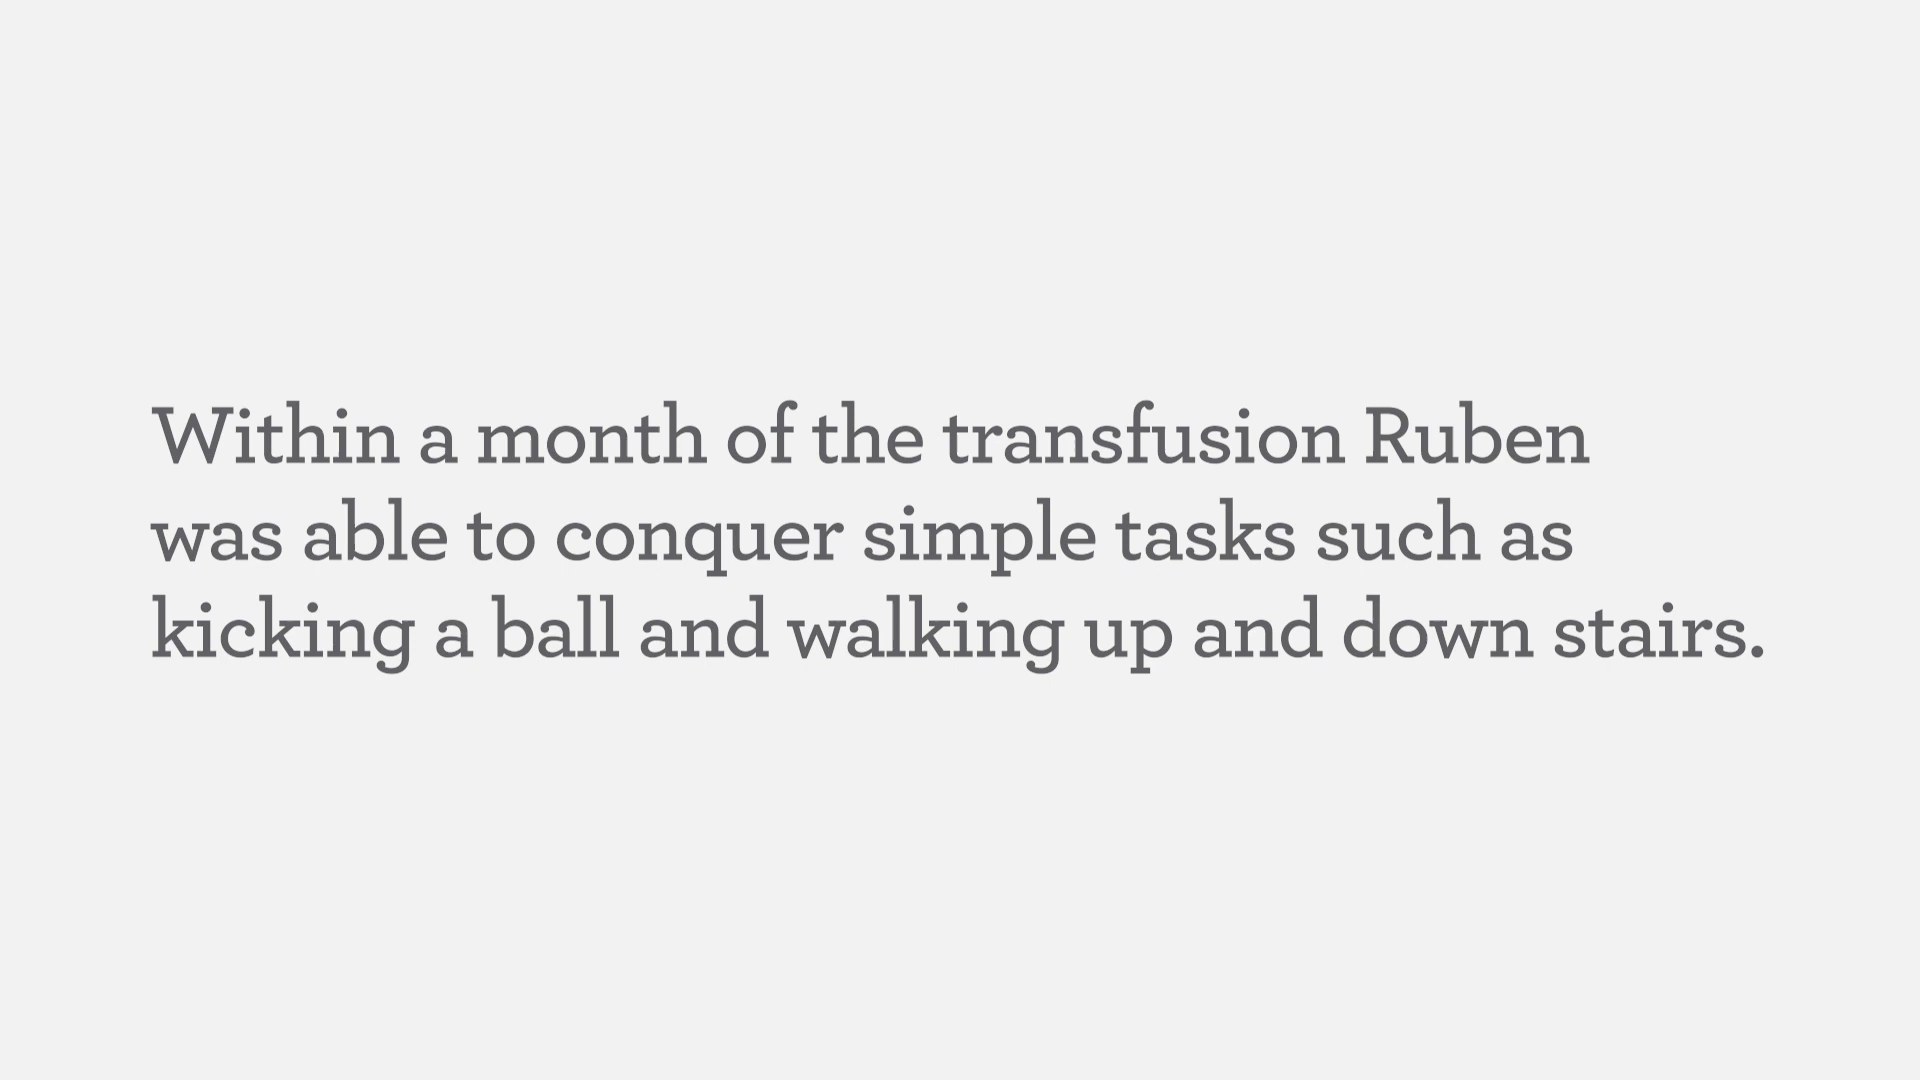 Within a month of the transfusion Ruben
was able to conquer simple tasks such as
kicking a ball and walking up and down stairs.